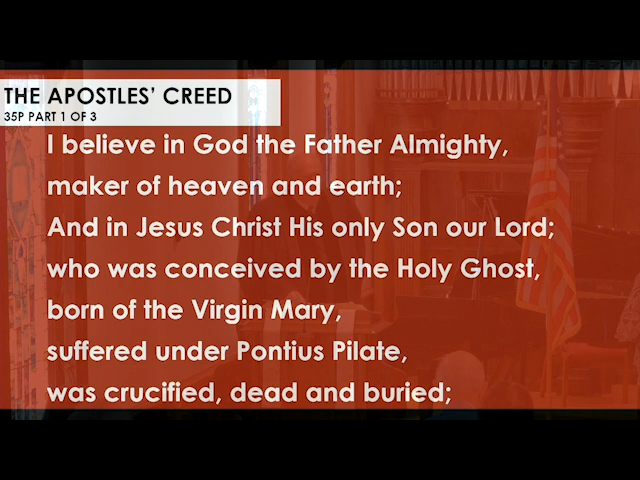 THE APOSTLES’ CREED
35P PART 1 OF 3
I believe in God the Father Almighty,
maker of heaven and earth;
And in Jesus Christ His only Son our Lord;
who was conceived by the Holy Ghost,
born of the Virgin Mary,
suffered under Pontius Pilate,
was crucified, dead and buried;